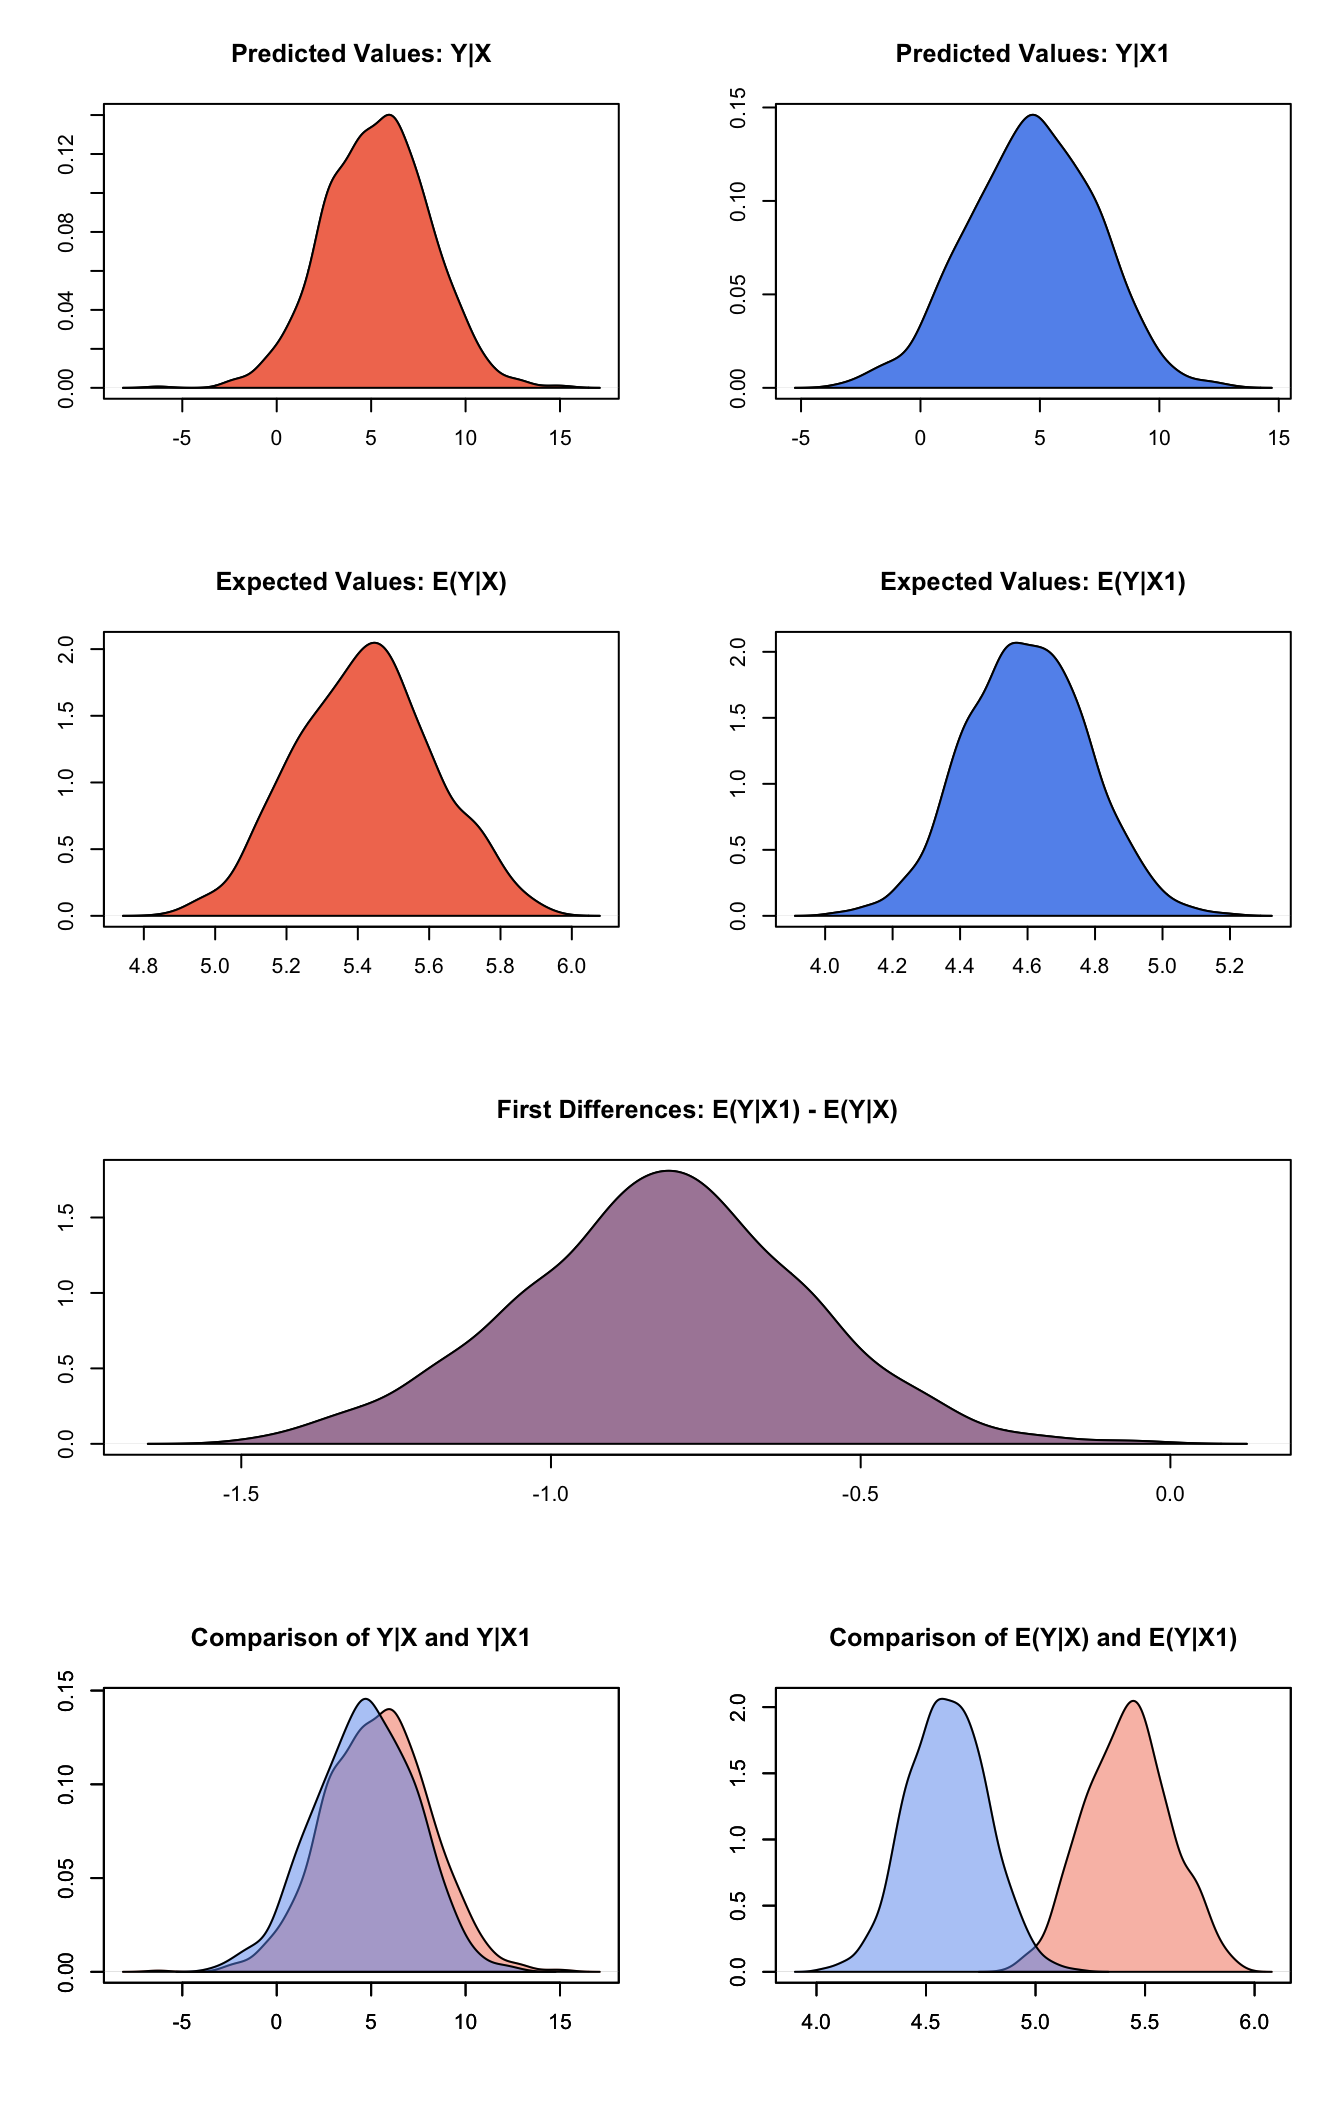 Predicted Values: Y|X
0.00 0.04 0.08 0.12
-5 0 5 10 15
Predicted Values: Y|X1
0.00 0.05 0.10 0.15
-5 0 5 10 15
Expected Values: E(Y|X)
0.0 0.5 1.0 1.5 2.0
4.8 5.0 5.2 5.4 5.6 5.8 6.0
Expected Values: E(Y|X1)
0.0 0.5 1.0 1.5 2.0
4.0 4.2 4.4 4.6 4.8 5.0 5.2
First Differences: E(Y|X1) - E(Y|X)
0.0 0.5 1.0 1.5
-1.5 -1.0 -0.5 0.0
Comparison of Y|X and Y|X1
0.00 0.05 0.10 0.15
-5 0 5 10 15
Comparison of E(Y|X) and E(Y|X1)
0.0 0.5 1.0 1.5 2.0
4.0 4.5 5.0 5.5 6.0